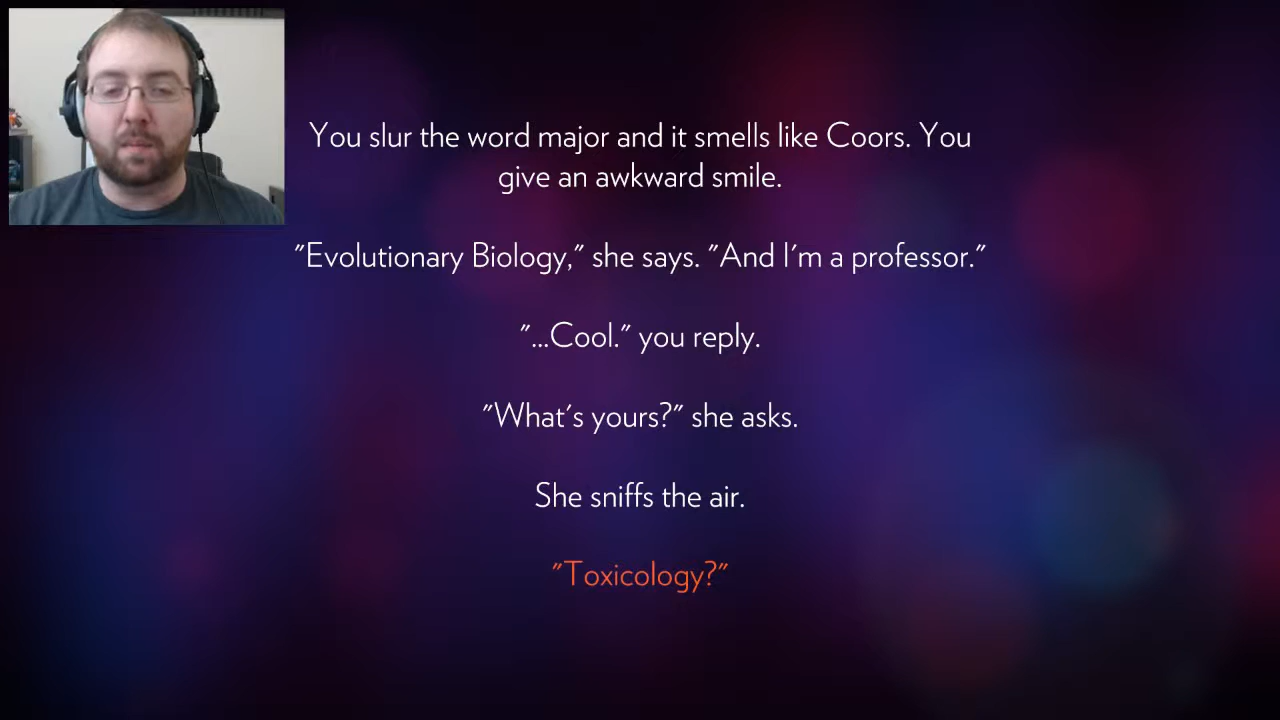 You slur the word major and it smells like Coors. You
give an awkward smile.
"Evolutionary Biology," she says. "And I'm a professor."
"...Cool." you reply.
"What's yours?" she asks.
She sniffs the air.
"Toxicology?"